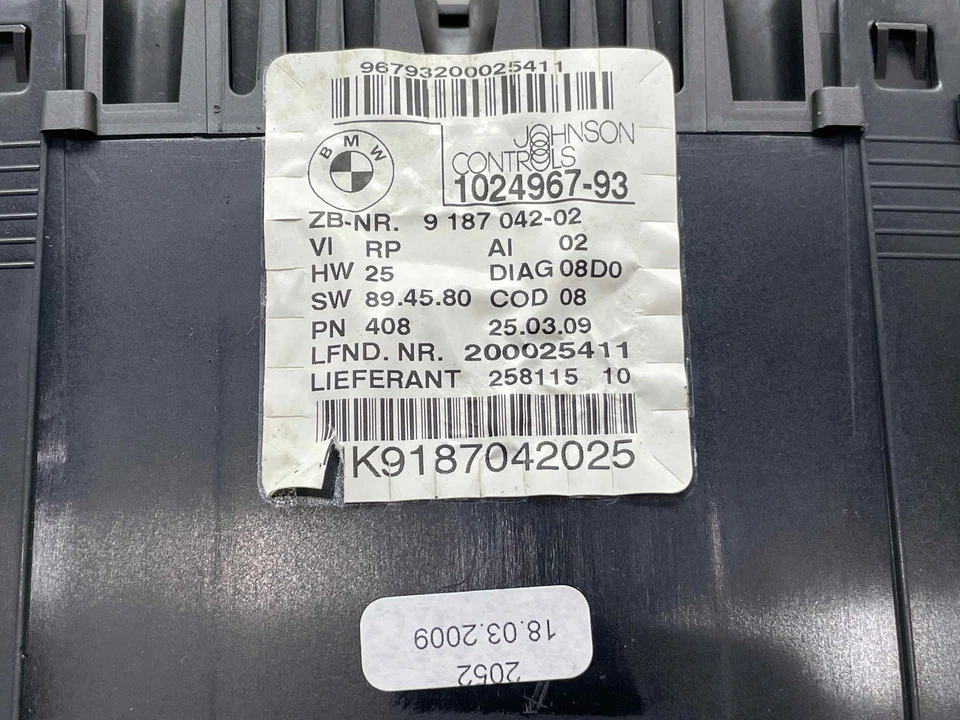 96793200025411
BMW
JOHNSON
CONTROLS
1024967-93
ZB-NR. 9 187 042-02
VI RP AI 02
HW 25 DIAG 08D0
SW 89.45.80 COD 08
PN 408 25.03.09
LFND. NR. 200025411
LIEFERANT 258115 10
K9187042025
2052
18.03.2009